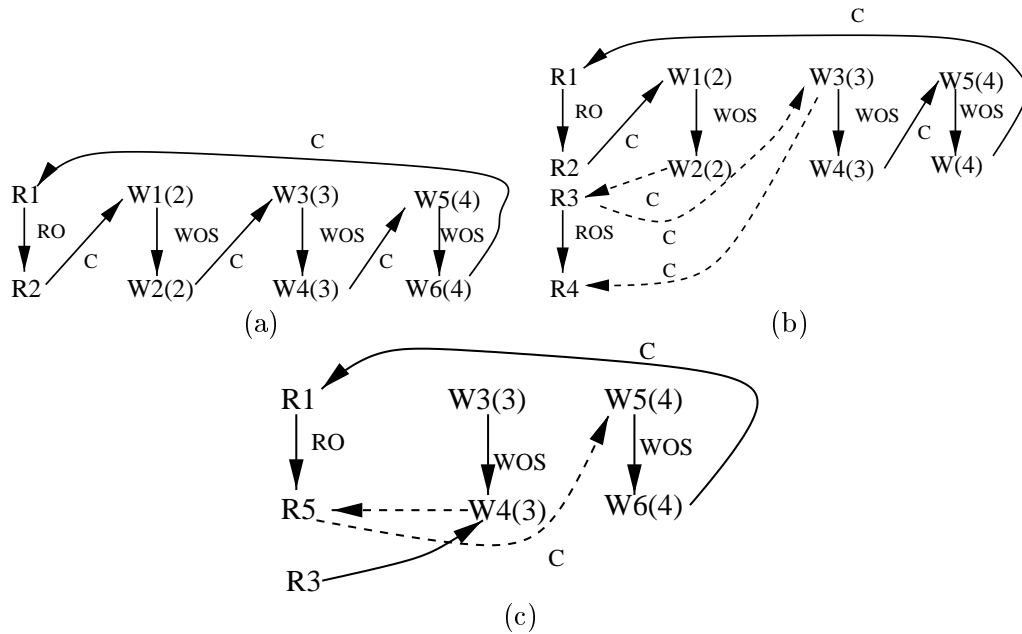 C
R1 W1(2) W3(3) W5(4)
RO WOS WOS WOS
C C C
R2 W2(2) W4(3) W6(4)
(a)
C
R1 W1(2) W3(3) W5(4)
RO WOS WOS WOS
C C
R2 W2(2) W4(3) W(4)
R3 C
ROS C
C
R4
(b)
C
R1 W3(3) W5(4)
RO WOS WOS
R5 W4(3) W6(4)
C
R3
(c)